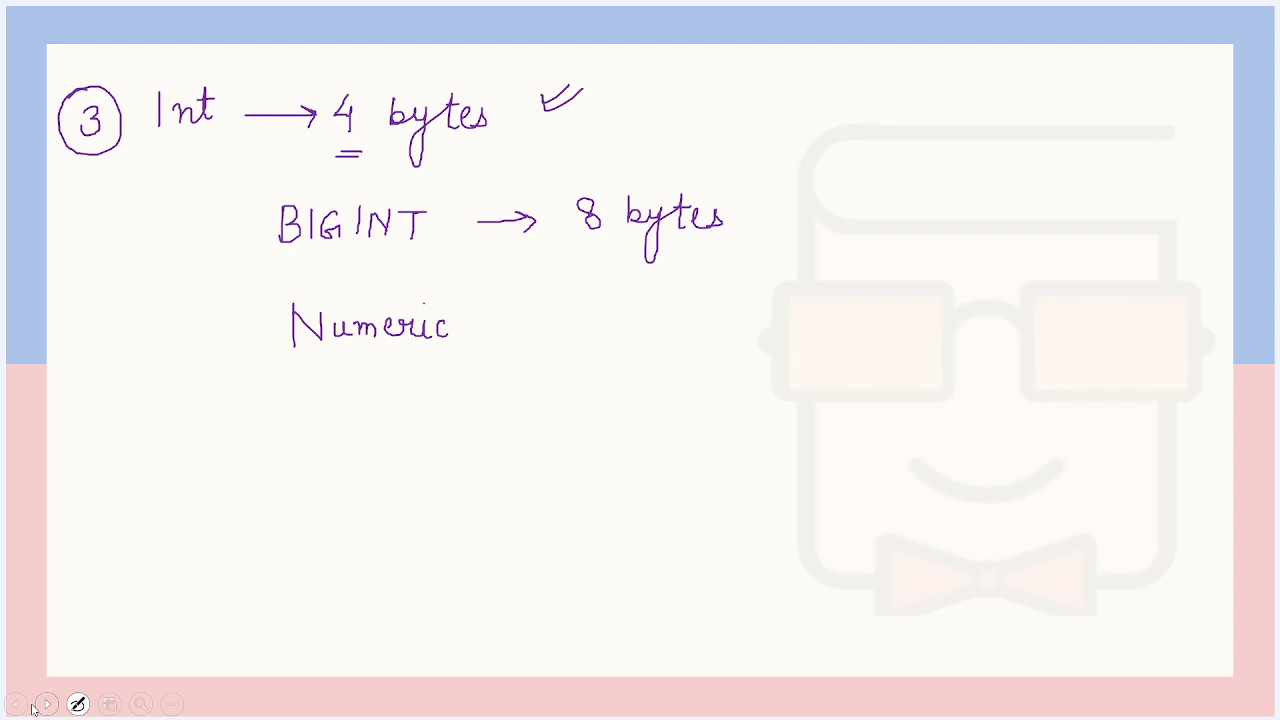 3 Int → 4 bytes
BIGINT → 8 bytes
Numeric